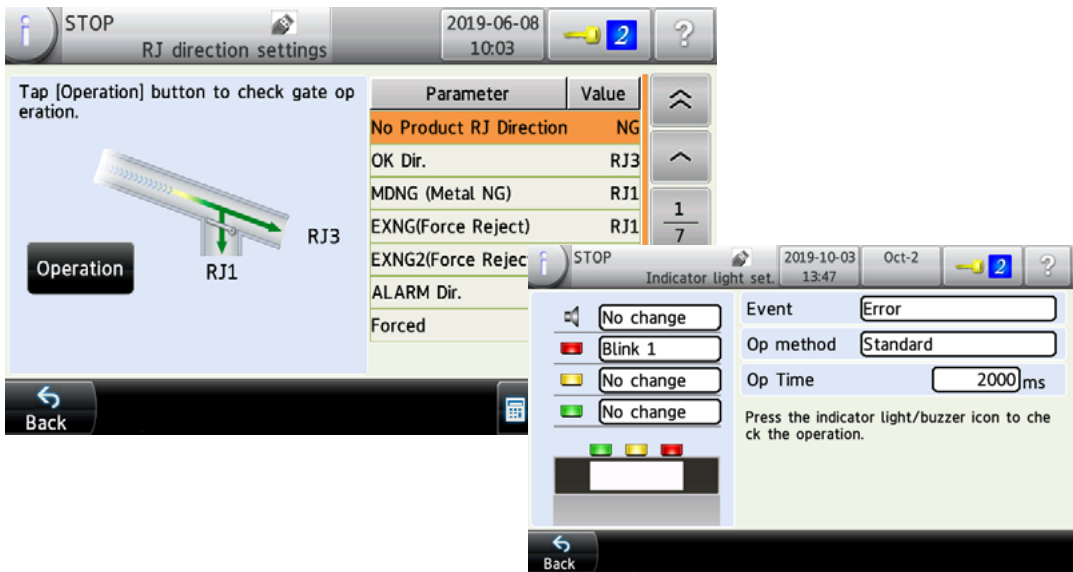 STOP
RJ direction settings
2019-06-08
10:03
2
?
Tap [Operation] button to check gate op
eration.
RJ3
RJ1
Operation
Parameter Value
No Product RJ Direction NG
OK Dir. RJ3
MDNG (Metal NG) RJ1
EXNG(Force Reject) RJ1
EXNG2(Force Rejec
ALARM Dir.
Forced
1
7
Back
STOP
Indicator light set.
2019-10-03
13:47
Oct-2
2
?
No change
Blink 1
No change
No change
Event Error
Op method Standard
Op Time 2000 ms
Press the indicator light/buzzer icon to che
ck the operation.
Back